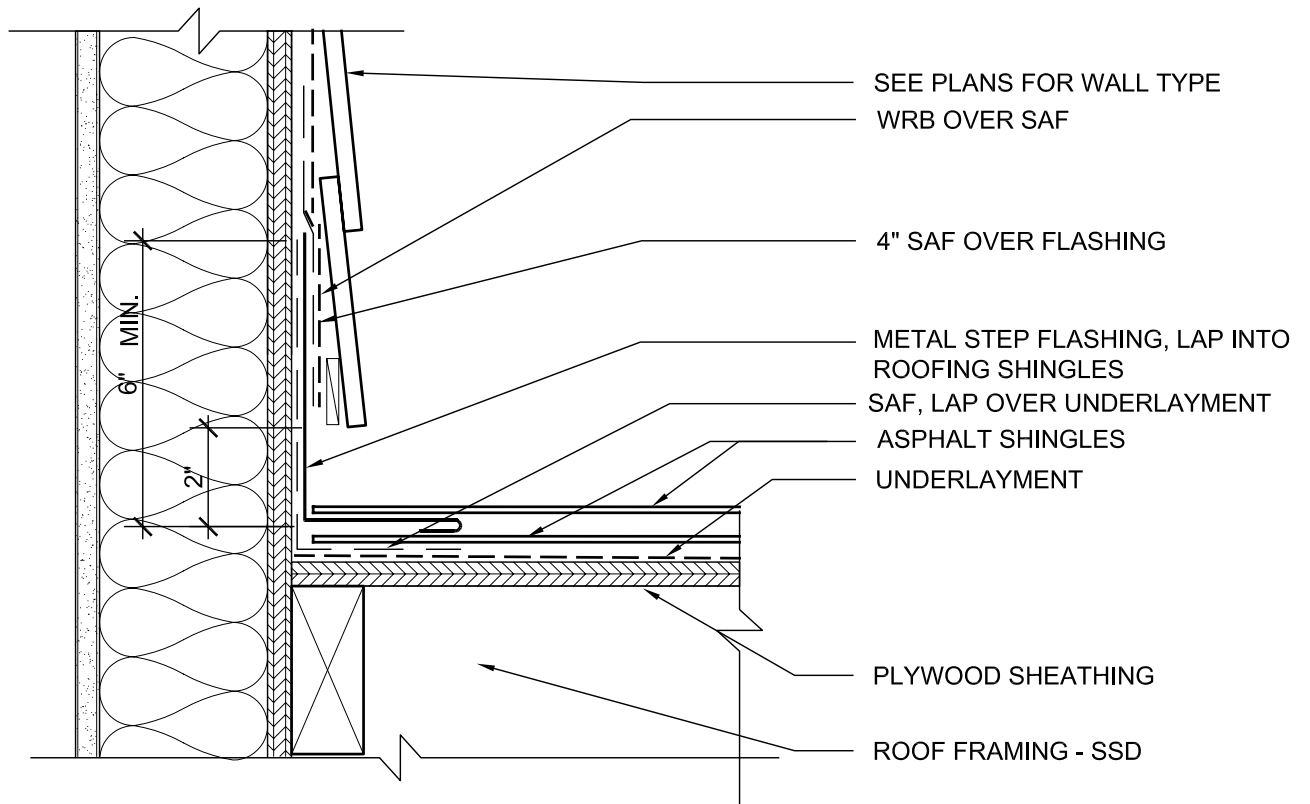 SEE PLANS FOR WALL TYPE
WRB OVER SAF
4" SAF OVER FLASHING
METAL STEP FLASHING, LAP INTO
ROOFING SHINGLES
SAF, LAP OVER UNDERLAYMENT
ASPHALT SHINGLES
UNDERLAYMENT
PLYWOOD SHEATHING
ROOF FRAMING - SSD
6" MIN.
2"